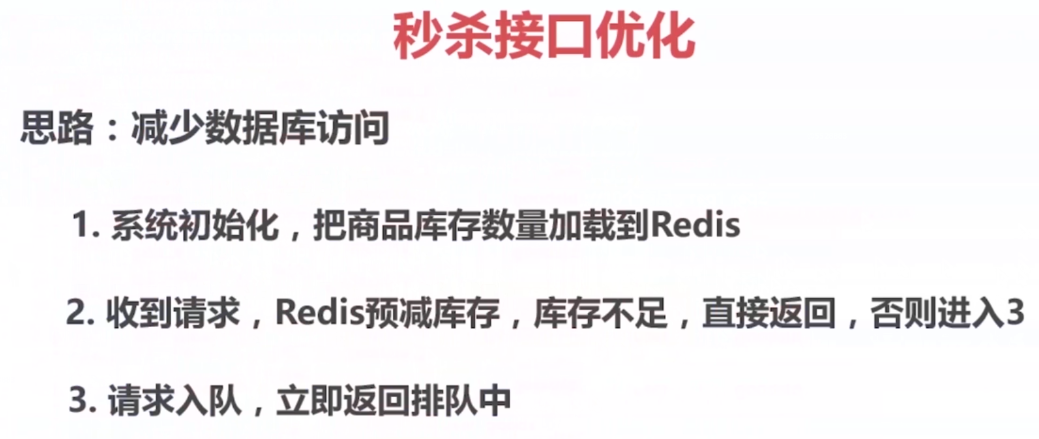 秒杀接口优化
思路：减少数据库访问
1. 系统初始化，把商品库存数量加载到Redis
2. 收到请求，Redis预减库存，库存不足，直接返回，否则进入3
3. 请求入队，立即返回排队中